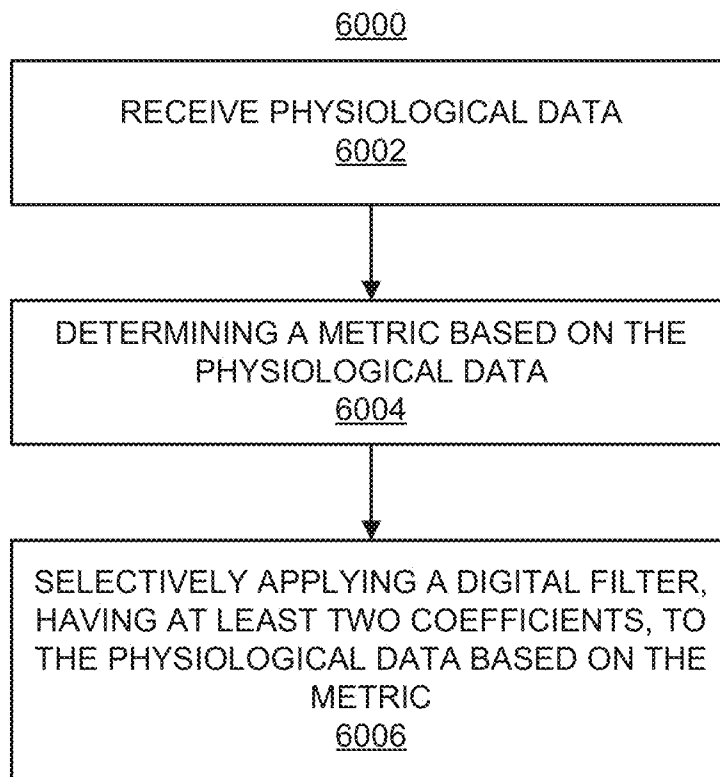 6000
RECEIVE PHYSIOLOGICAL DATA
6002
DETERMINING A METRIC BASED ON THE
PHYSIOLOGICAL DATA
6004
SELECTIVELY APPLYING A DIGITAL FILTER,
HAVING AT LEAST TWO COEFFICIENTS, TO
THE PHYSIOLOGICAL DATA BASED ON THE
METRIC
6006